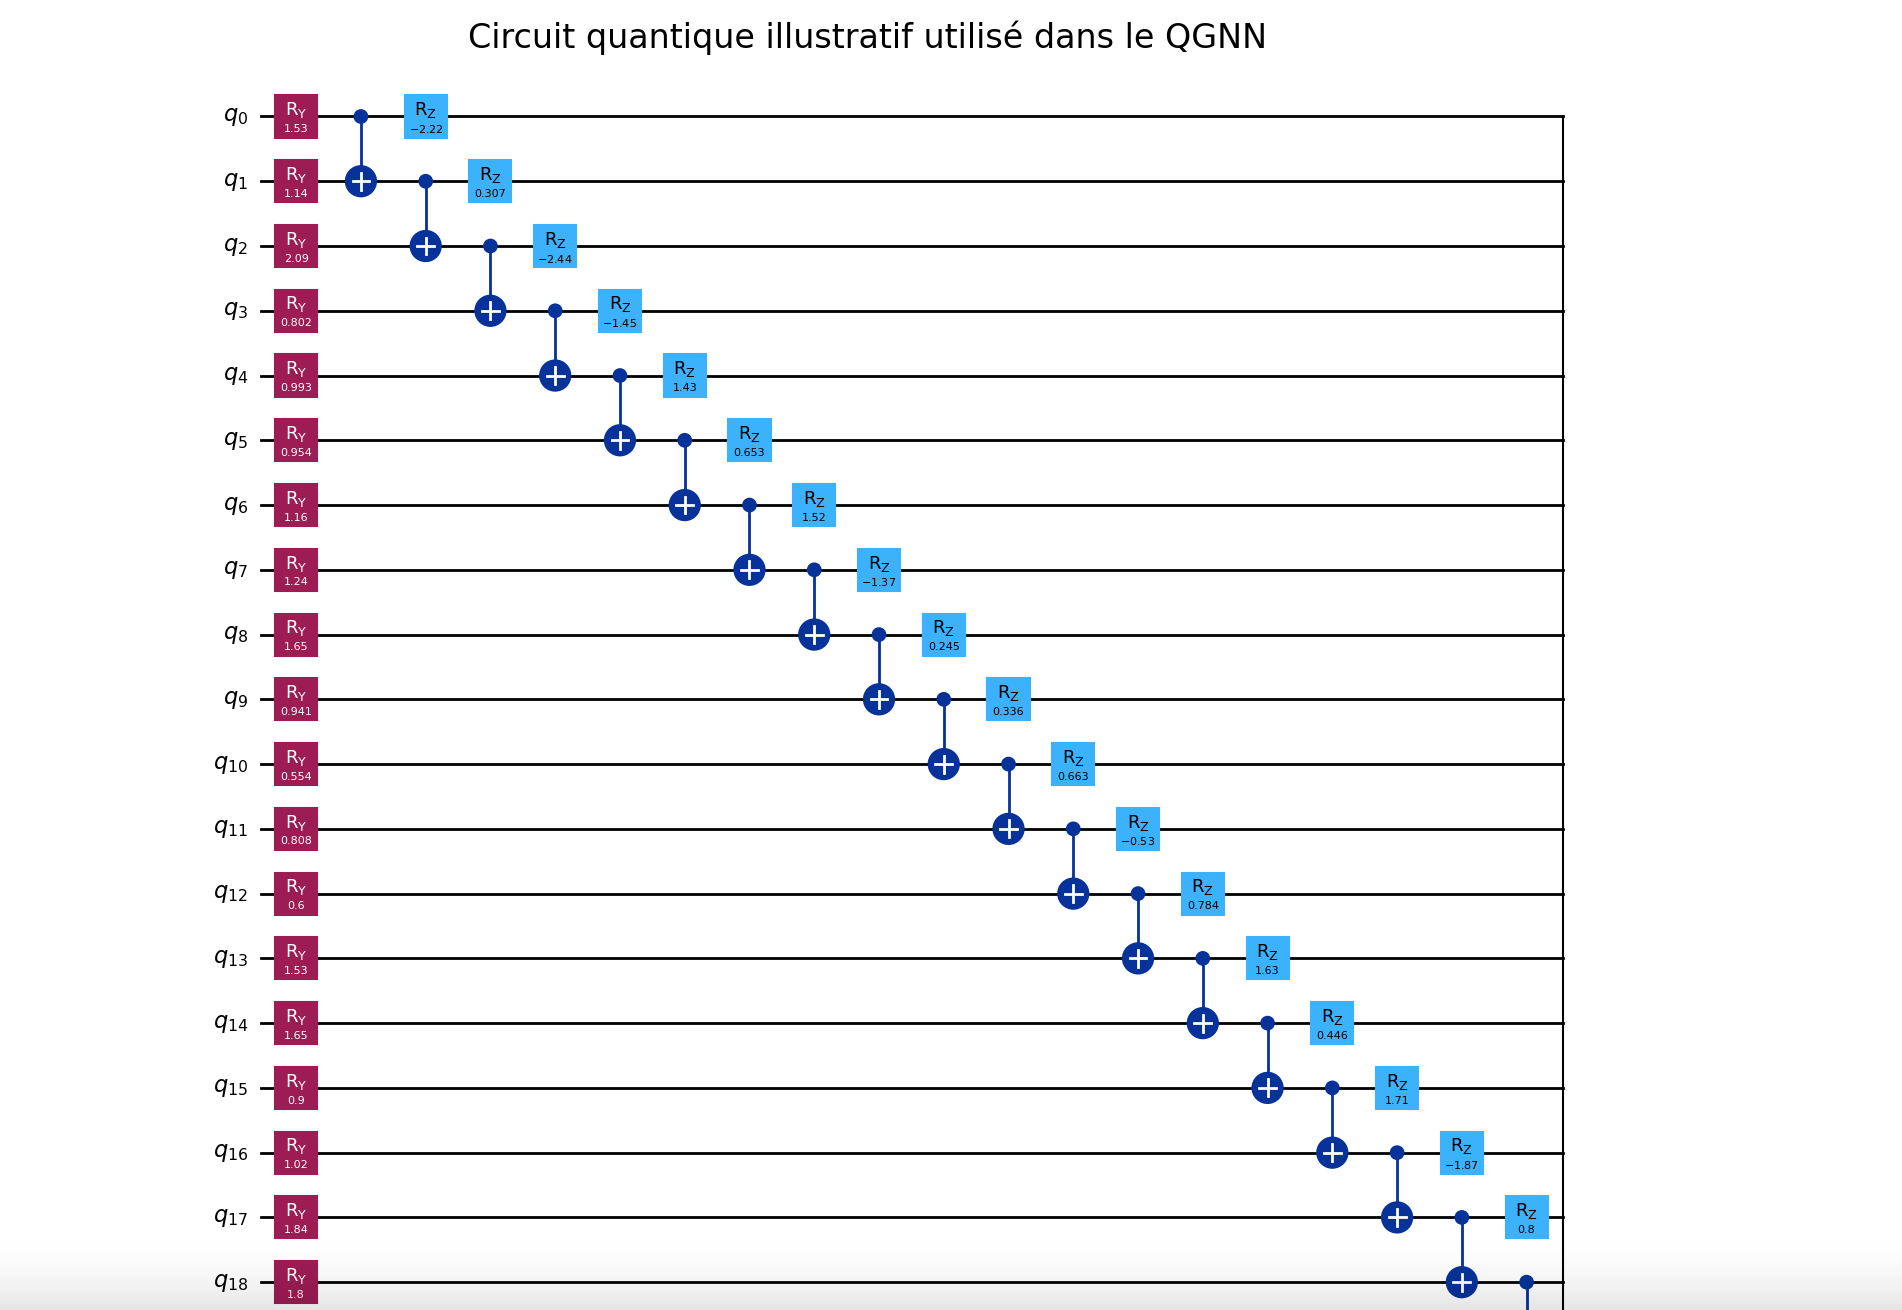 Circuit quantique illustratif utilisé dans le QGNN
q0 RY 1.53 RZ −2.22
q1 RY 1.14 RZ 0.307
q2 RY 2.09 RZ −2.44
q3 RY 0.802 RZ −1.45
q4 RY 0.993 RZ 1.43
q5 RY 0.954 RZ 0.653
q6 RY 1.16 RZ 1.52
q7 RY 1.24 RZ −1.37
q8 RY 1.65 RZ 0.245
q9 RY 0.941 RZ 0.336
q10 RY 0.554 RZ 0.663
q11 RY 0.808 RZ −0.53
q12 RY 0.6 RZ 0.784
q13 RY 1.53 RZ 1.63
q14 RY 1.65 RZ 0.446
q15 RY 0.9 RZ 1.71
q16 RY 1.02 RZ −1.87
q17 RY 1.84 RZ 0.8
q18 RY 1.8